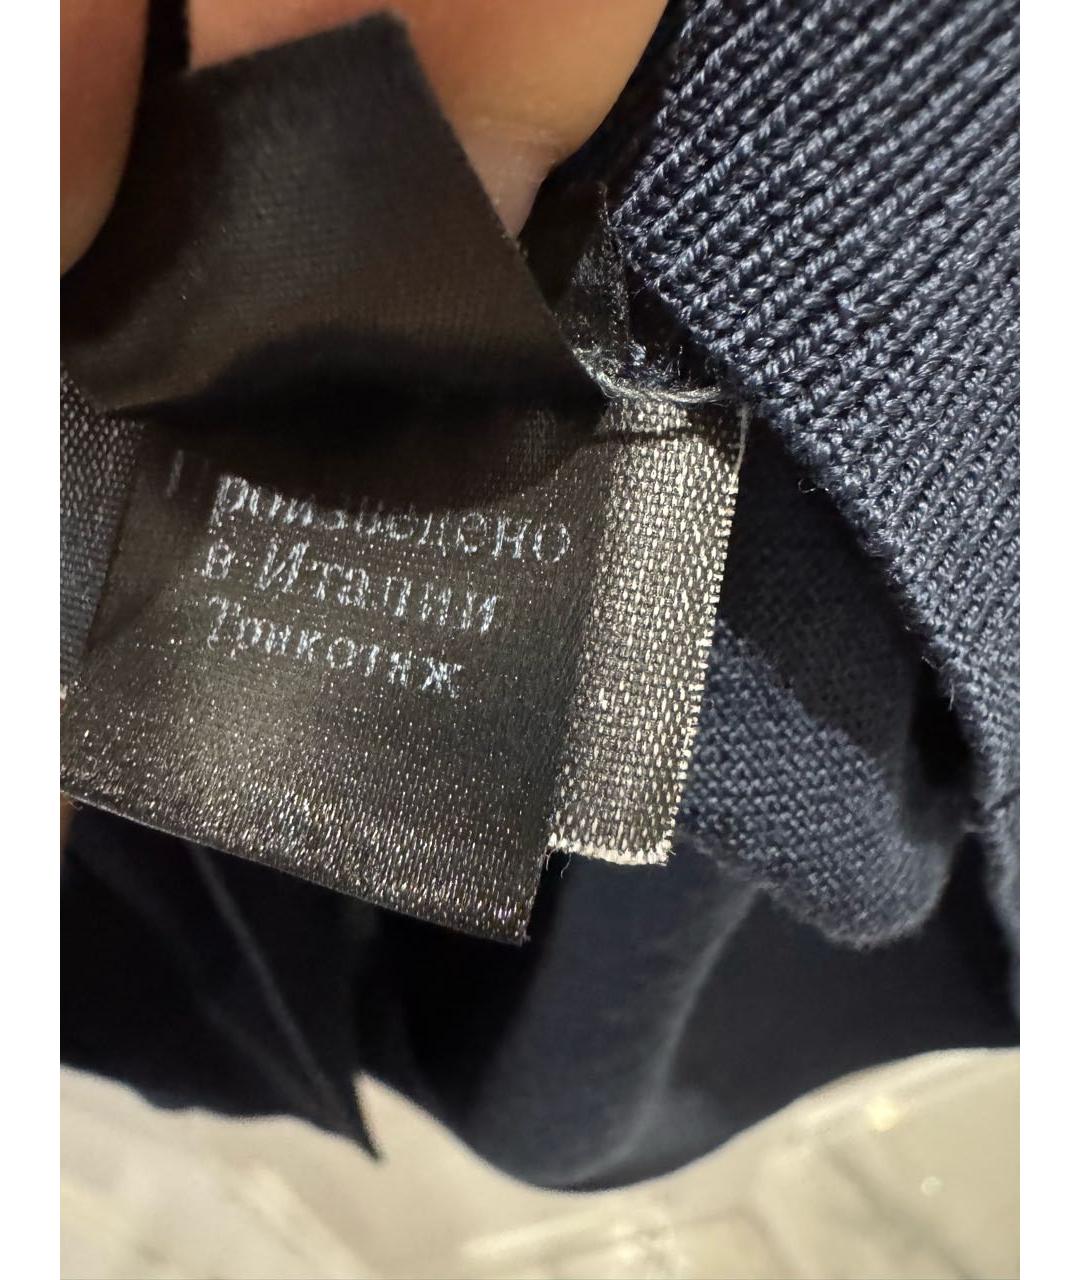 Произведено
в Италии
Трикотаж